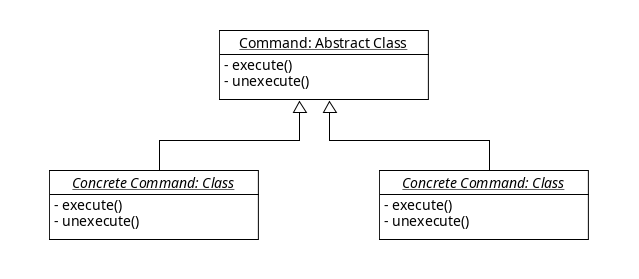 Command: Abstract Class
- execute()
- unexecute()
Concrete Command: Class
- execute()
- unexecute()
Concrete Command: Class
- execute()
- unexecute()